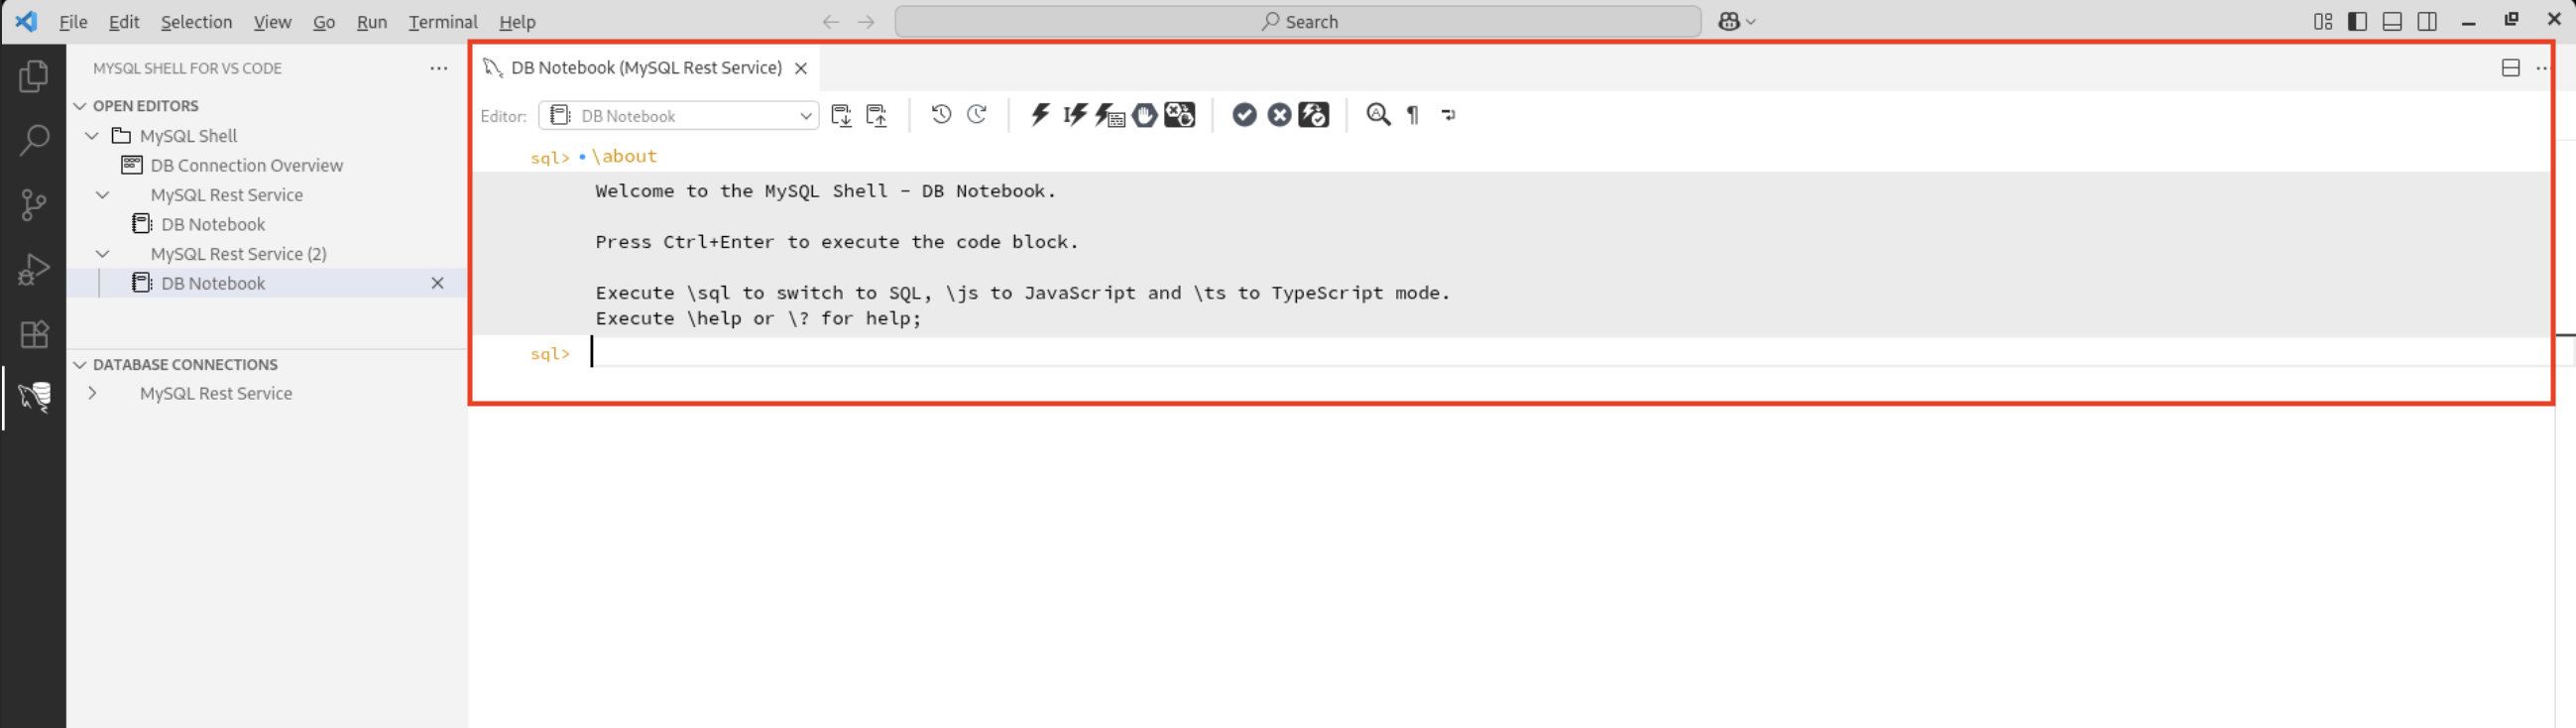 File Edit Selection View Go Run Terminal Help Search
MYSQL SHELL FOR VS CODE
OPEN EDITORS
MySQL Shell
DB Connection Overview
MySQL Rest Service
DB Notebook
MySQL Rest Service (2)
DB Notebook
DATABASE CONNECTIONS
MySQL Rest Service
DB Notebook (MySQL Rest Service)
Editor: DB Notebook
sql> \about
Welcome to the MySQL Shell - DB Notebook.
Press Ctrl+Enter to execute the code block.
Execute \sql to switch to SQL, \js to JavaScript and \ts to TypeScript mode.
Execute \help or \? for help;
sql>